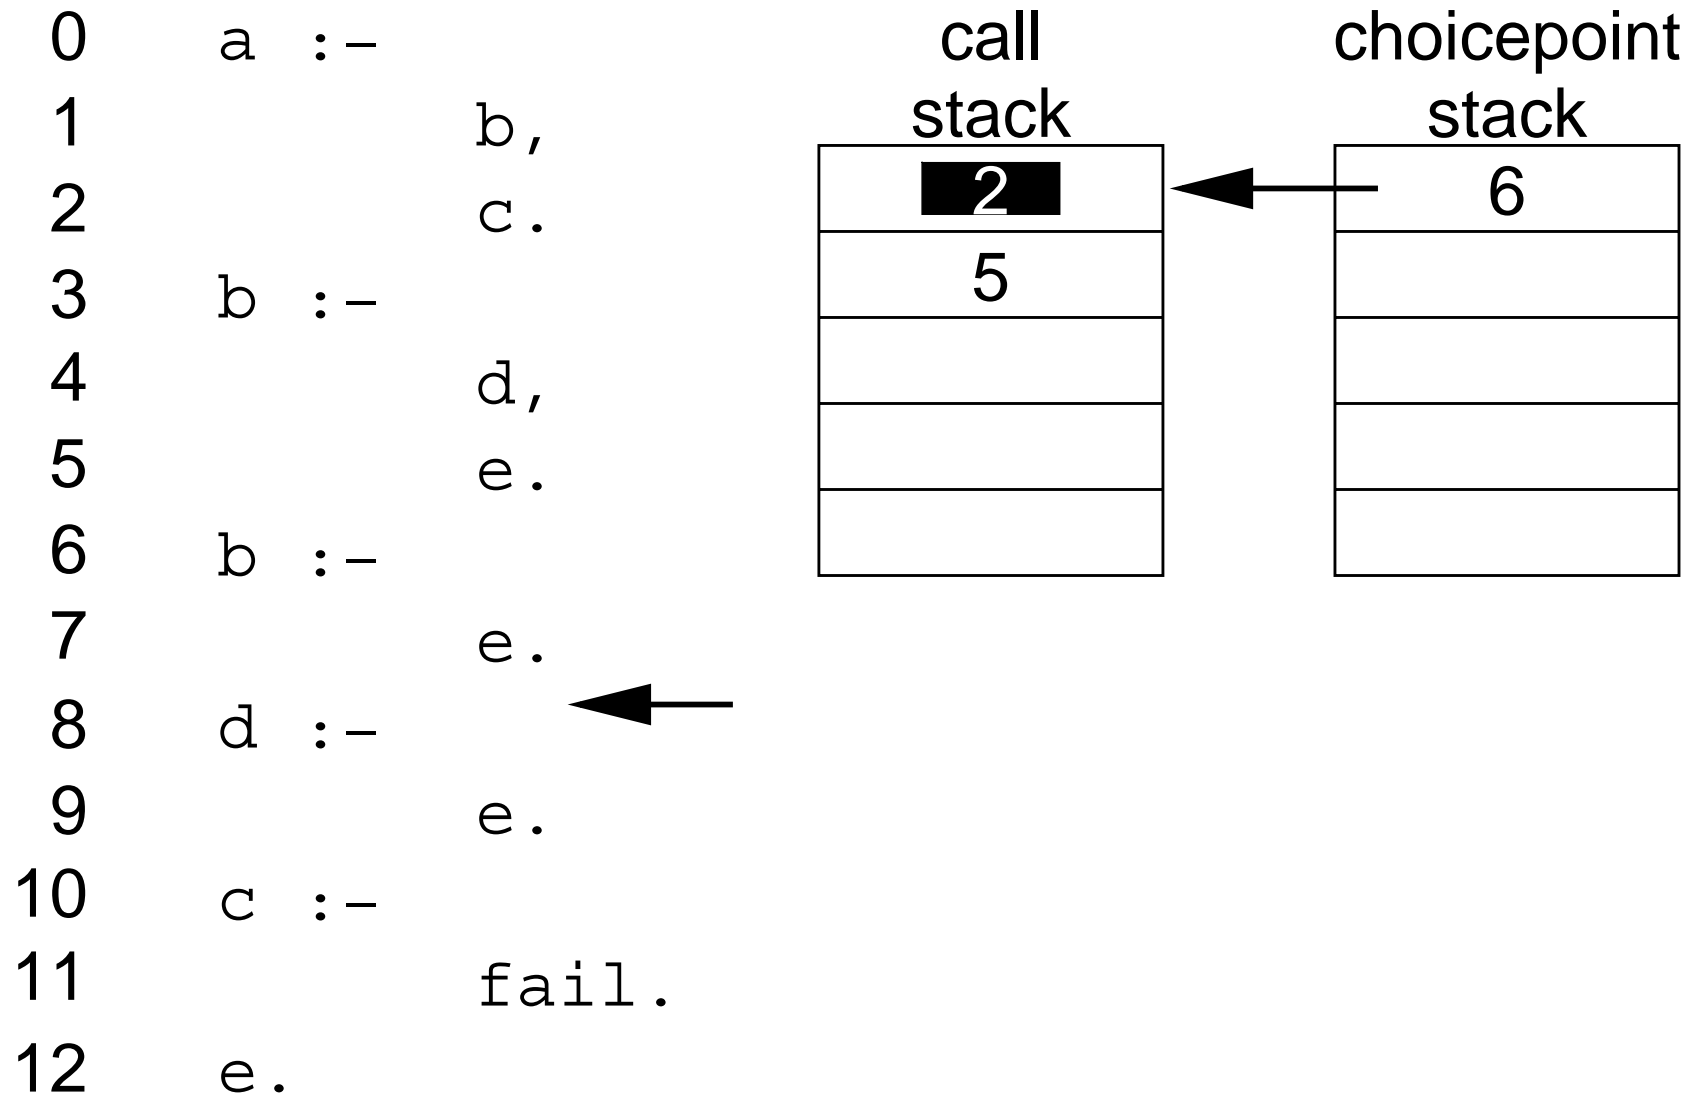 0 a :-
1 b,
2 c.
3 b :-
4 d,
5 e.
6 b :-
7 e.
8 d :-
9 e.
10 c :-
11 fail.
12 e.
call
stack
2
5
choicepoint
stack
6